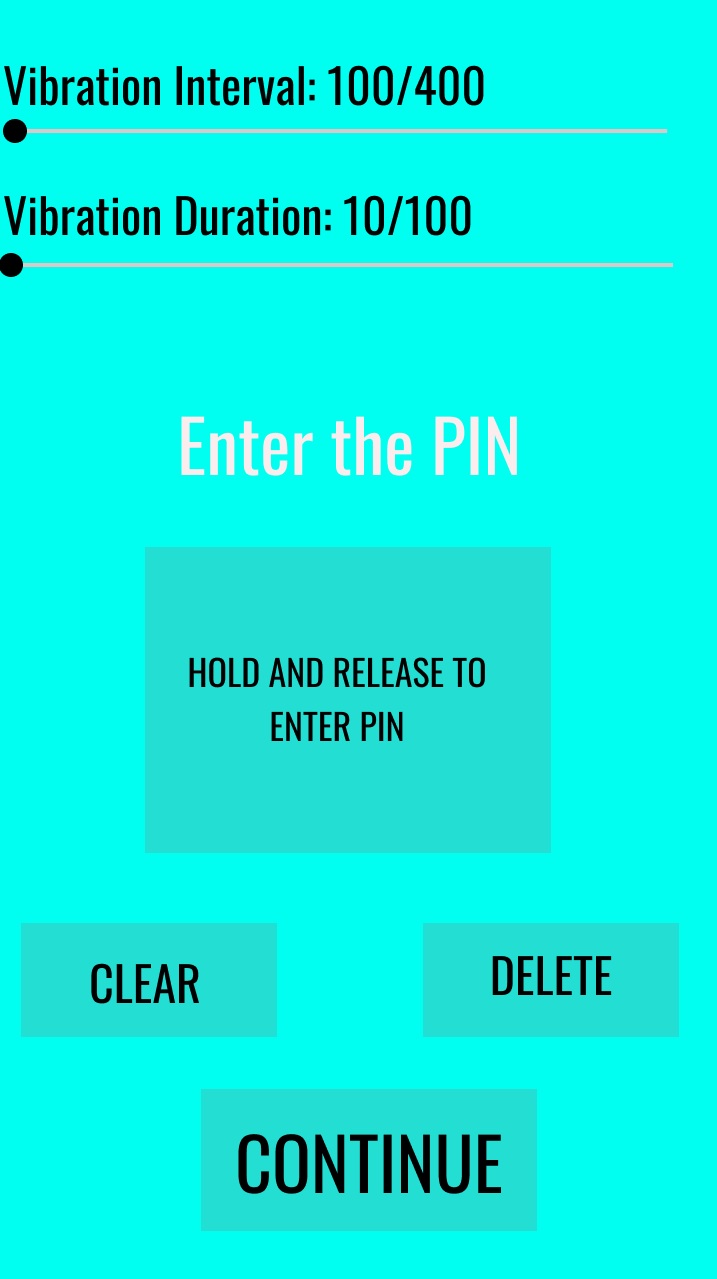 Vibration Interval: 100/400
Vibration Duration: 10/100
Enter the PIN
HOLD AND RELEASE TO
ENTER PIN
CLEAR
DELETE
CONTINUE